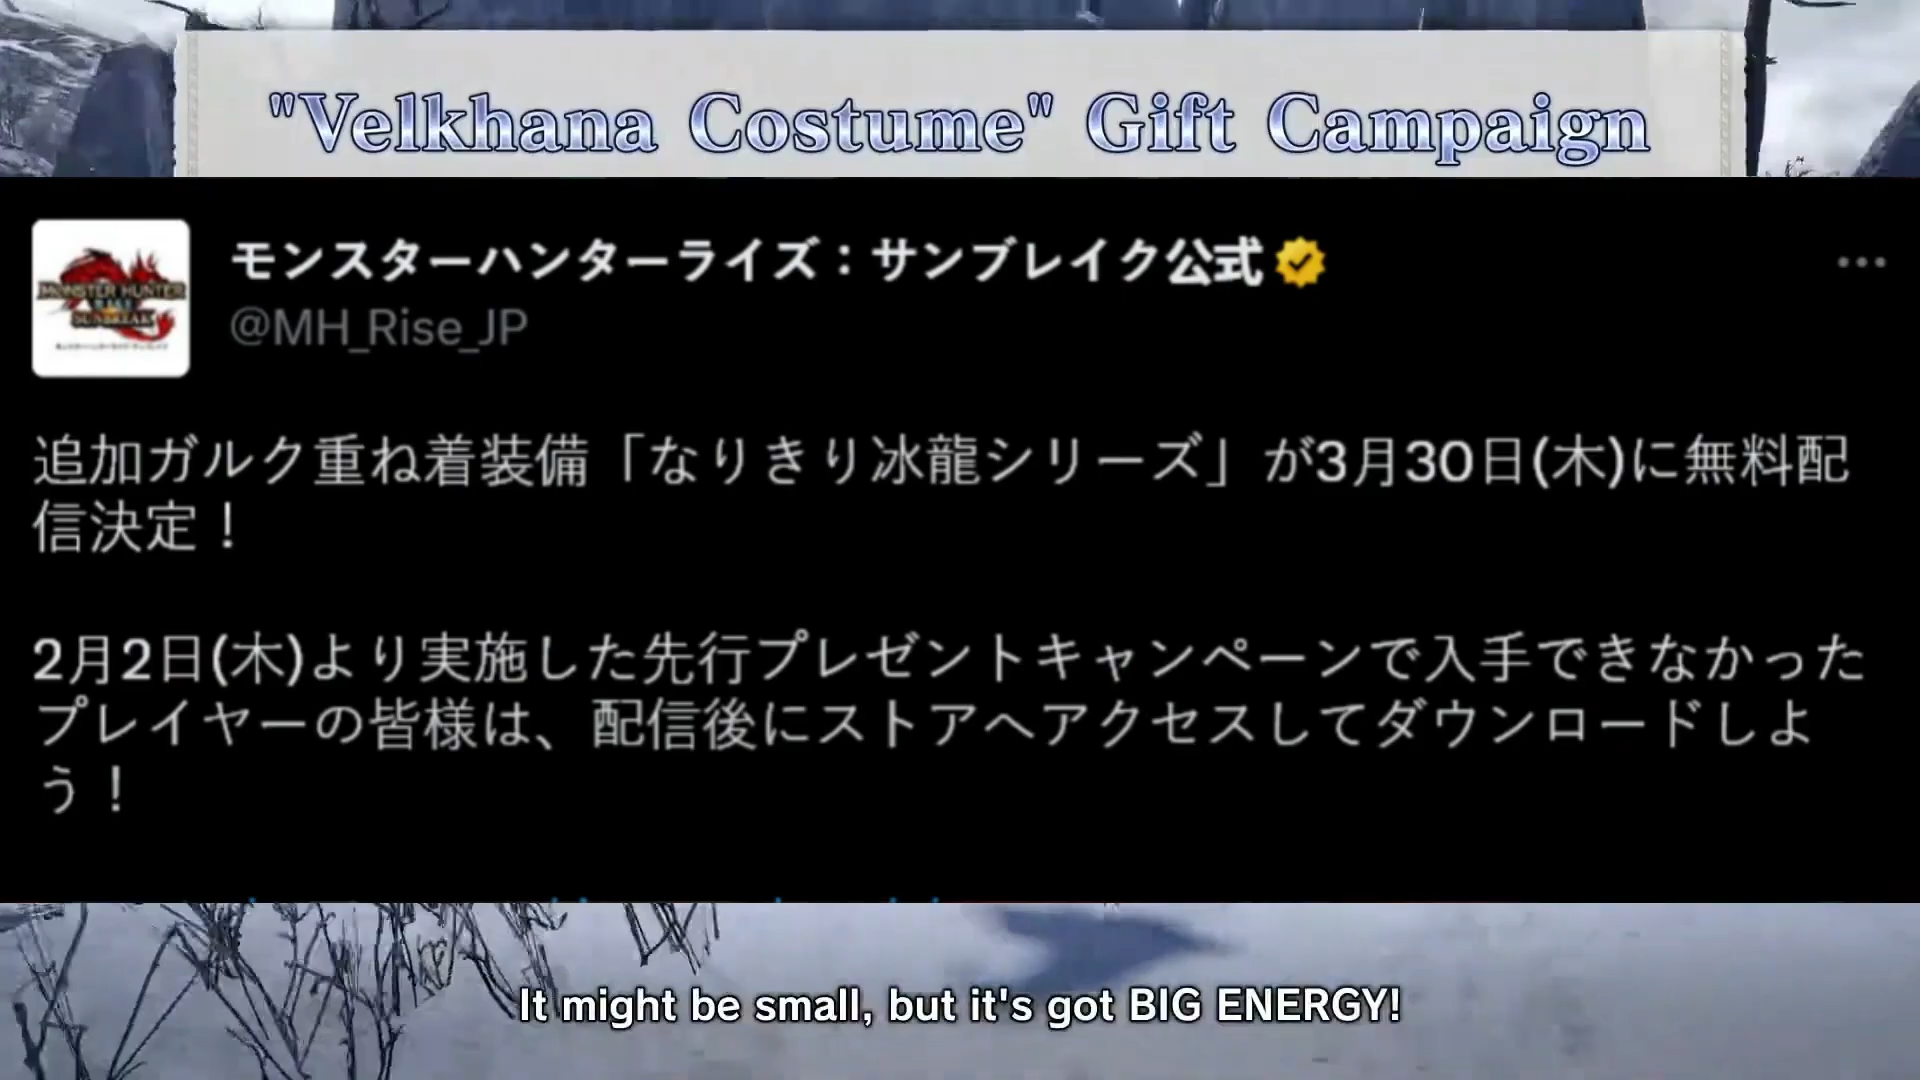 "Velkhana Costume" Gift Campaign
MONSTER HUNTER
RISE
SUNBREAK
モンスターハンターライズ：サンブレイク公式
@MH_Rise_JP
追加ガルク重ね着装備「なりきり冰龍シリーズ」が3月30日(木)に無料配
信決定！
2月2日(木)より実施した先行プレゼントキャンペーンで入手できなかった
プレイヤーの皆様は、配信後にストアへアクセスしてダウンロードしよ
う！
It might be small, but it's got BIG ENERGY!